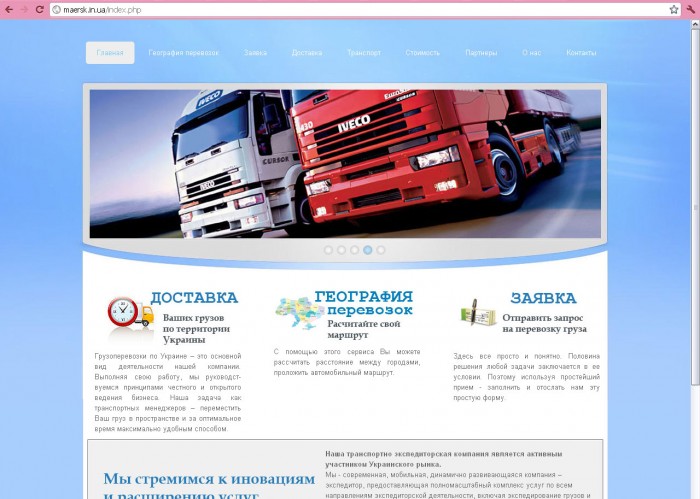 maersk.in.ua/index.php
Главная География перевозок Заявка Доставка Транспорт Стоимость Партнеры О нас Контакты
IVECO
EuroStar
CURSOR
430
IVECO
CURSOR
IVECO
ДОСТАВКА
Ваших грузов
по территории
Украины
Грузоперевозки по Украине – это основной
вид деятельности нашей компании.
Выполняя свою работу, мы руководст-
вуемся принципами честного и открытого
ведения бизнеса. Наша задача как
транспортных менеджеров – переместить
Ваш груз в пространстве и за оптимальное
время максимально удобным способом.
ГЕОГРАФИЯ
перевозок
Расчитайте свой
маршрут
С помощью этого сервиса Вы можете
рассчитать расстояние между городами,
проложить автомобильный маршрут.
ЗАЯВКА
Отправить запрос
на перевозку груза
Здесь все просто и понятно. Половина
решения любой задачи заключается в ее
условии. Поэтому используя простейший
прием - заполнить и отослать нам эту
простую форму.
Мы стремимся к иновациям
и расширению услуг
Наша транспортно экспедиторская компания является активным
участником Украинского рынка.
Мы - современная, мобильная, динамично развивающаяся компания –
экспедитор, предоставляющая полномасштабный комплекс услуг по всем
направлениям экспедиторской деятельности, включая экспедирование грузов и